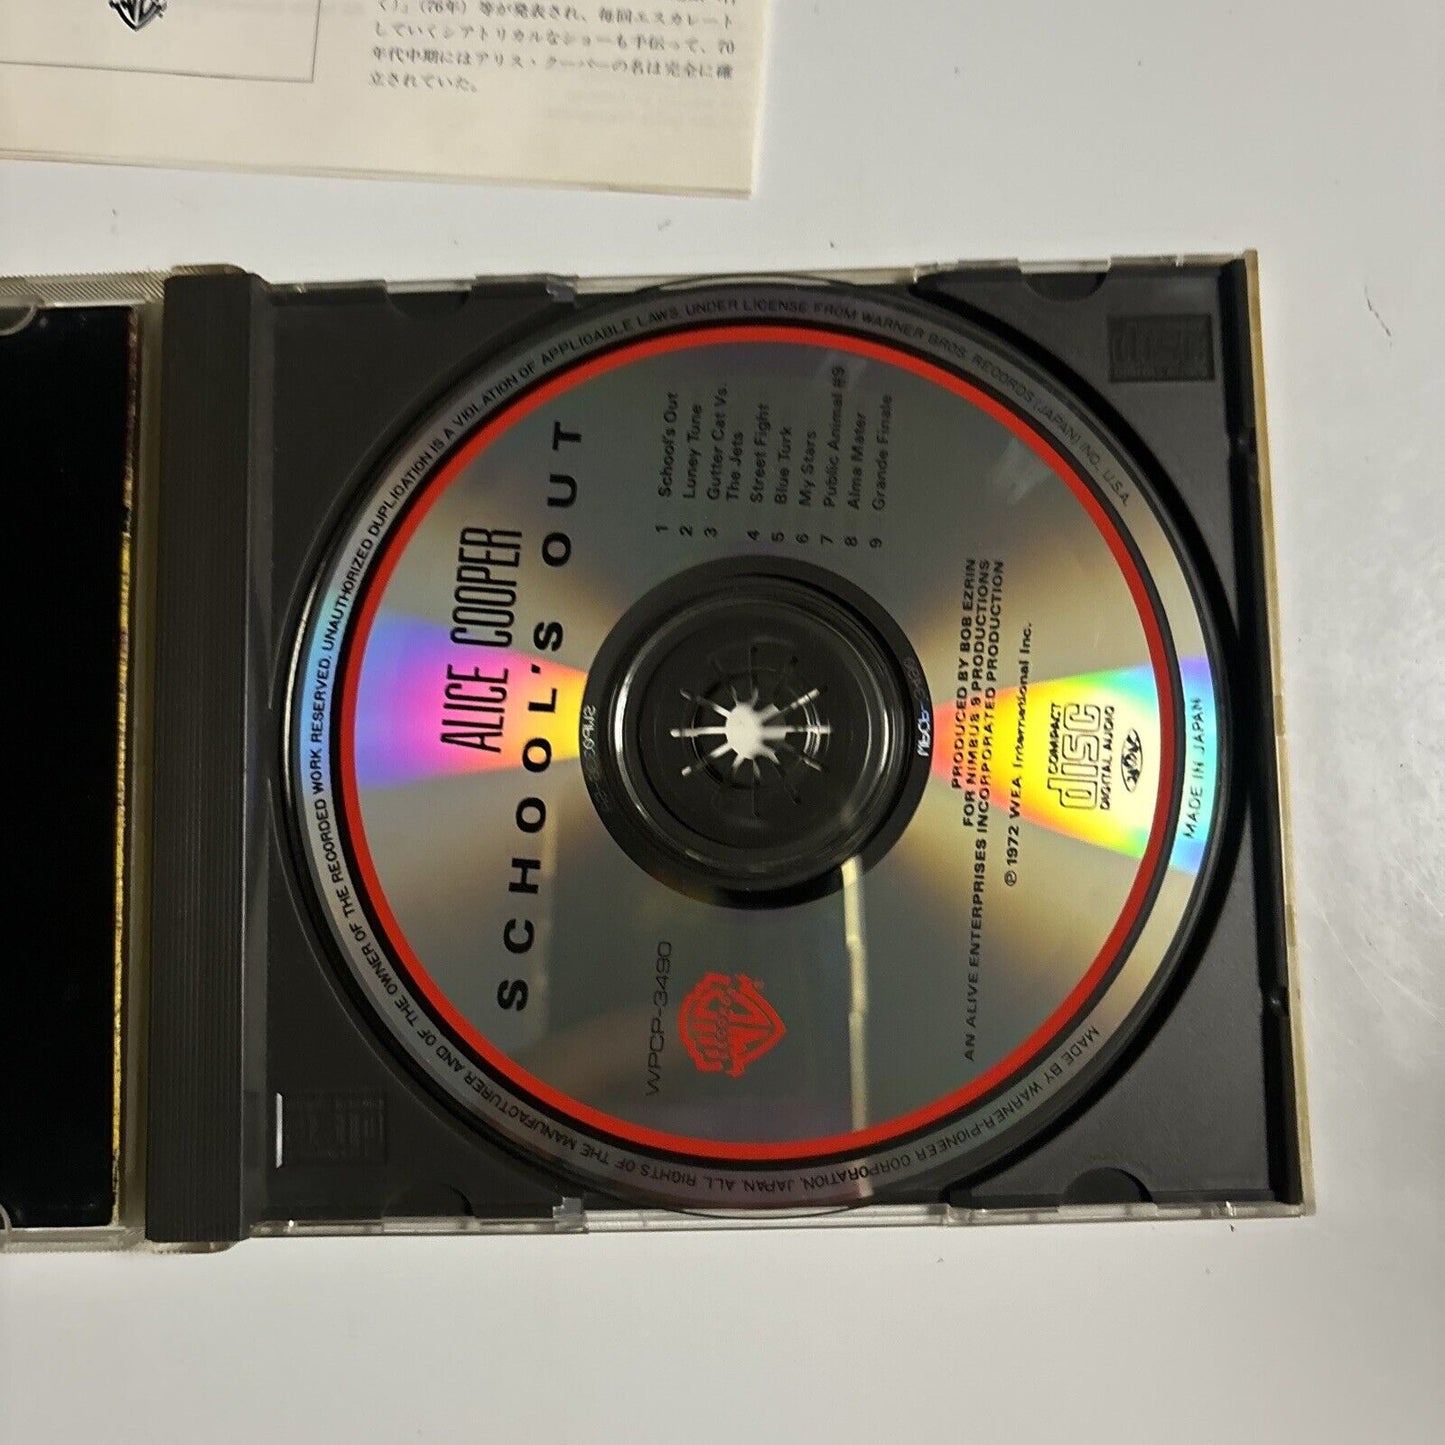 く)』(76年) 等が発表され、毎回エスカレート
していくシアトリカルなショーも手伝って、70
年代中期にはアリス・クーパーの名は完全に確
立されていた。
ALICE COOPER
SCHOOL'S OUT
1 School's Out
2 Luney Tune
3 Gutter Cat Vs.
The Jets
4 Street Fight
5 Blue Turk
6 My Stars
7 Public Animal #9
8 Alma Mater
9 Grande Finale
WPCP-3490
PRODUCED BY BOB EZRIN
FOR NIMBUS 9 PRODUCTIONS
AN ALIVE ENTERPRISES INCORPORATED PRODUCTION
℗ 1972 WEA International Inc.
COMPACT
disc
DIGITAL AUDIO
MADE IN JAPAN
MADE BY WARNER-PIONEER CORPORATION, JAPAN. ALL RIGHTS OF THE MANUFACTURER AND OF THE OWNER OF THE RECORDED WORK RESERVED. UNAUTHORIZED DUPLICATION IS A VIOLATION OF APPLICABLE LAWS. UNDER LICENSE FROM WARNER BROS. RECORDS (JAPAN) INC., U.S.A.